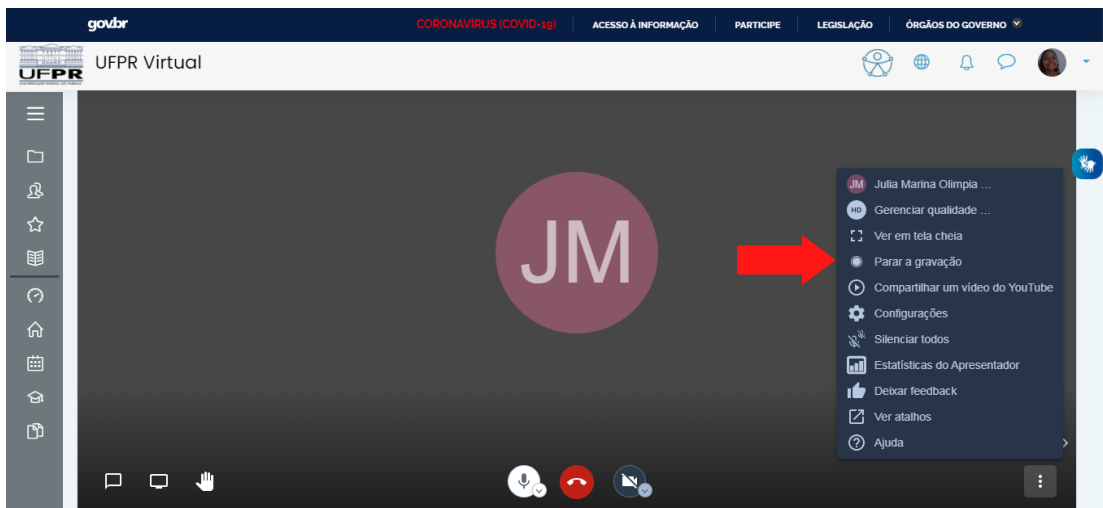 gov.br
CORONAVÍRUS (COVID-19)
ACESSO À INFORMAÇÃO
PARTICIPE
LEGISLAÇÃO
ÓRGÃOS DO GOVERNO
UFPR
UFPR Virtual
JM
JM Julia Marina Olimpia ...
HD Gerenciar qualidade ...
Ver em tela cheia
Parar a gravação
Compartilhar um vídeo do YouTube
Configurações
Silenciar todos
Estatísticas do Apresentador
Deixar feedback
Ver atalhos
Ajuda